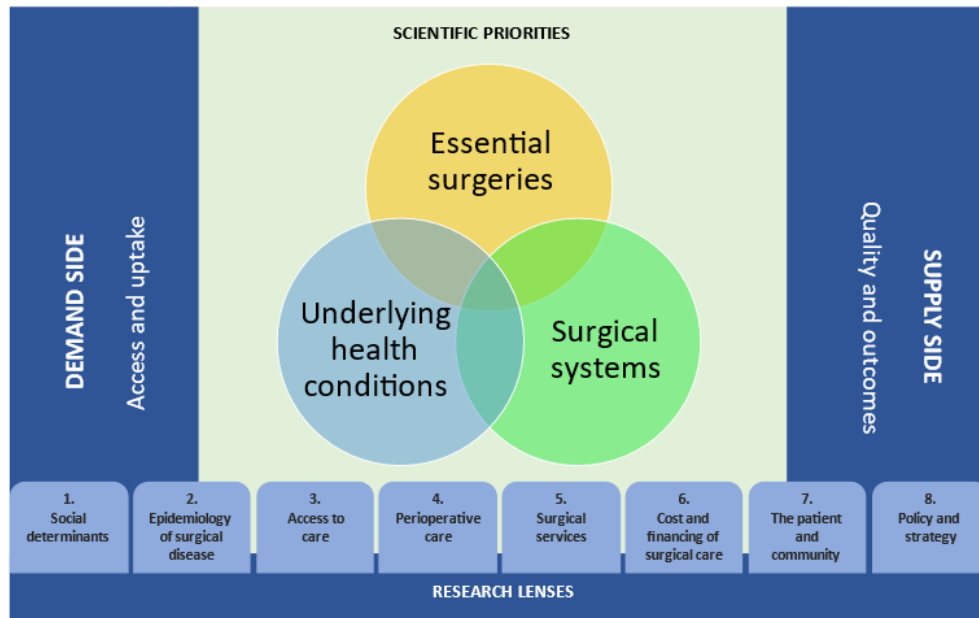 SCIENTIFIC PRIORITIES
Essential
surgeries
Underlying
health
conditions
Surgical
systems
DEMAND SIDE
Access and uptake
Quality and outcomes
SUPPLY SIDE
1.
Social
determinants
2.
Epidemiology
of surgical
disease
3.
Access to
care
4.
Perioperative
care
5.
Surgical
services
6.
Cost and
financing of
surgical care
7.
The patient
and
community
8.
Policy and
strategy
RESEARCH LENSES